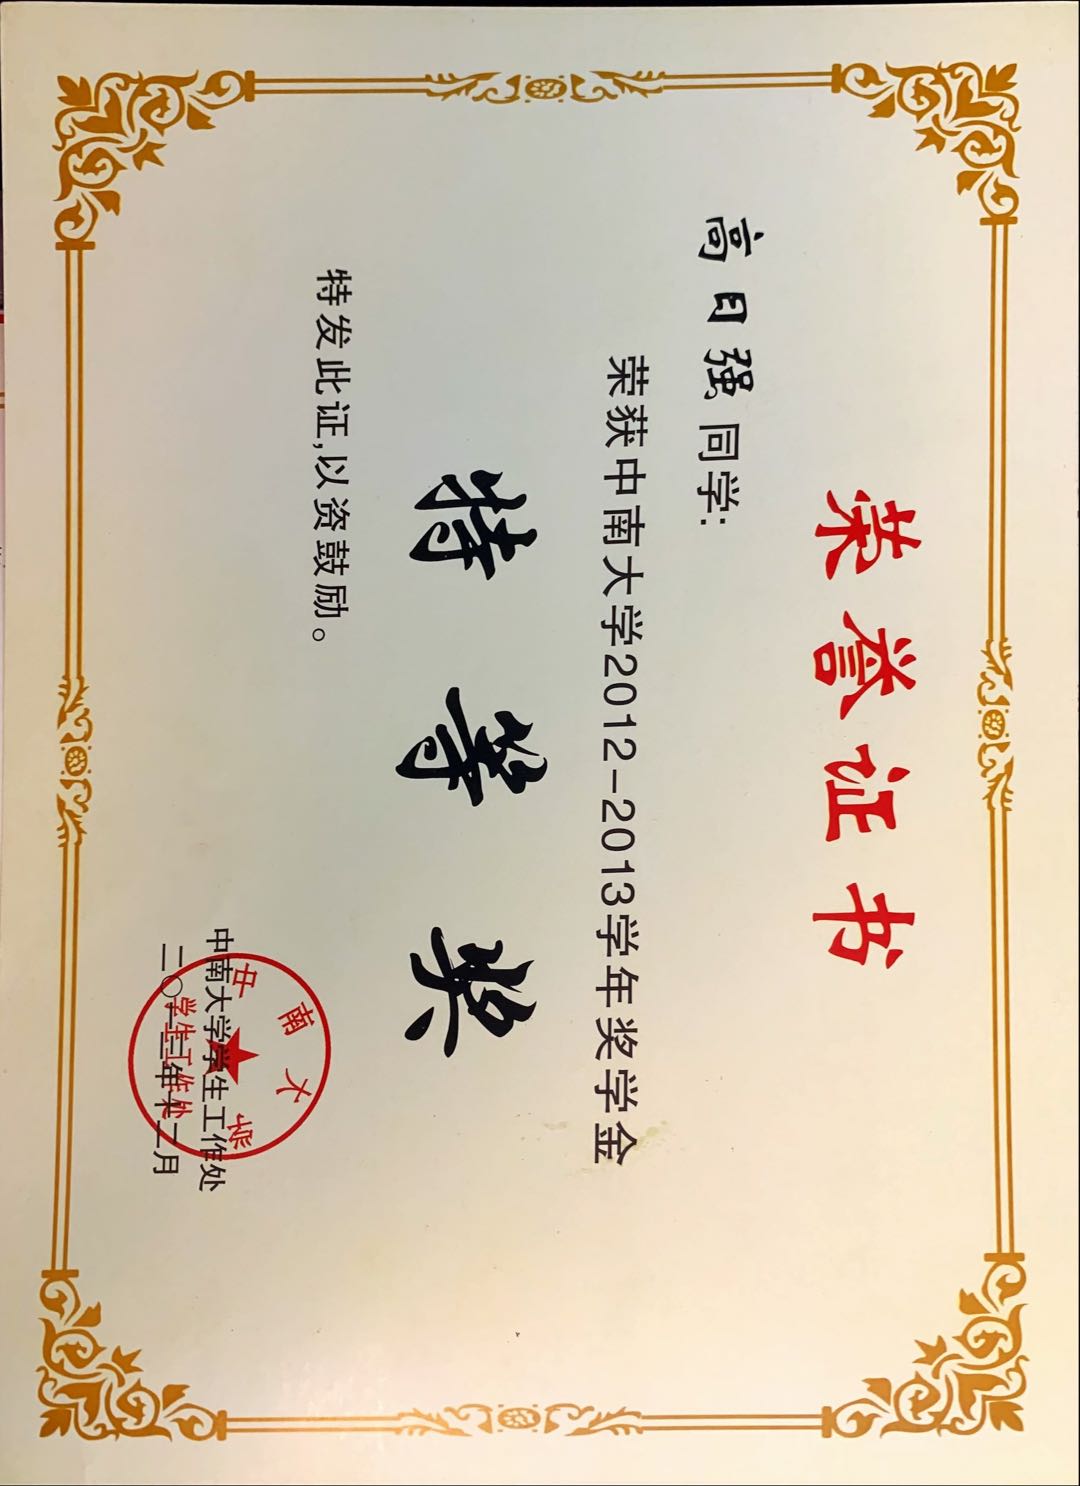 荣誉证书
高日强同学:
荣获中南大学2012-2013学年奖学金
特等奖
特发此证,以资鼓励。
中南大学学生工作处
二〇一三年十二月
中南大学
学生工作处